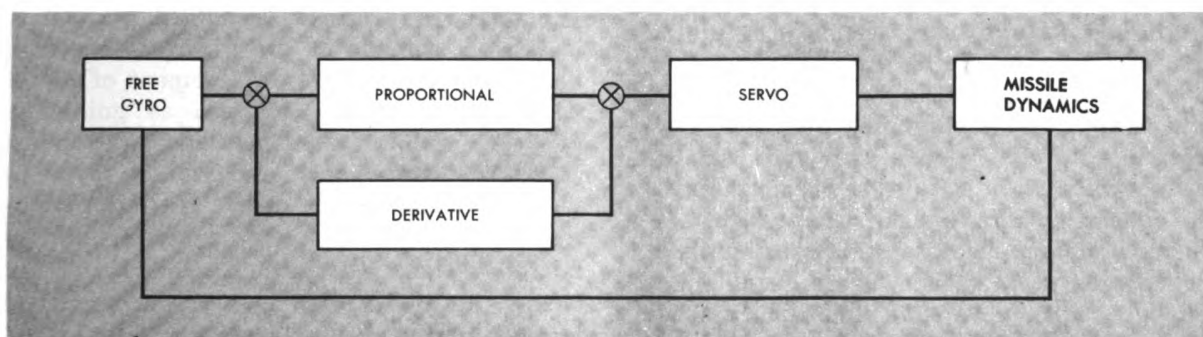 FREE
GYRO
PROPORTIONAL
SERVO
MISSILE
DYNAMICS
DERIVATIVE